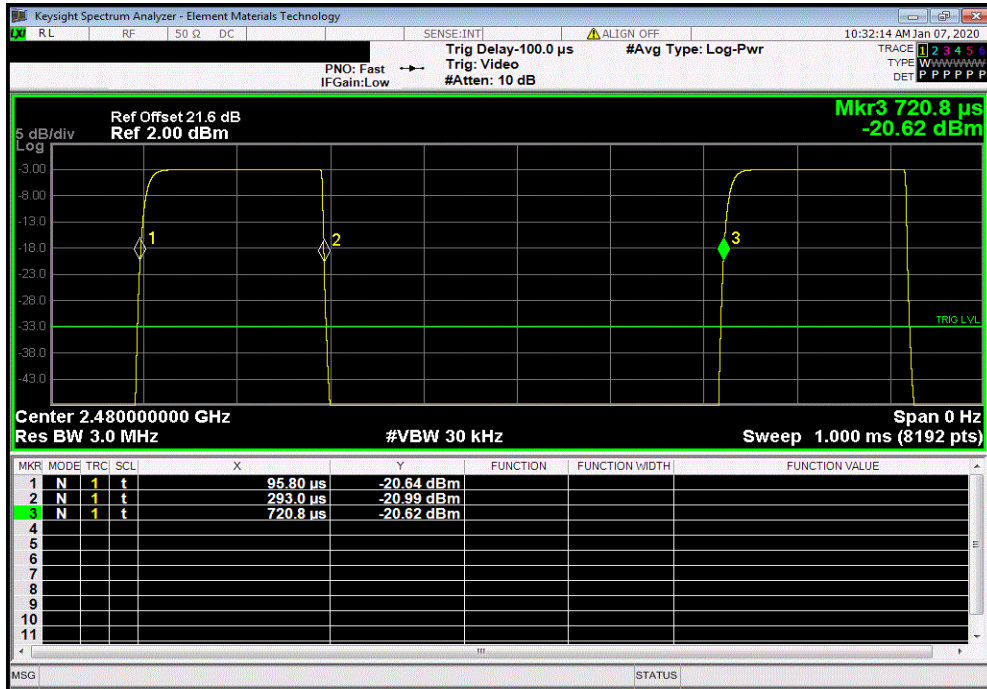 Keysight Spectrum Analyzer - Element Materials Technology
LXI RL RF 50 Ω DC SENSE:INT ALIGN OFF 10:32:14 AM Jan 07, 2020
Trig Delay-100.0 µs #Avg Type: Log-Pwr TRACE 1 2 3 4 5 6
PNO: Fast Trig: Video TYPE WWWWWW
IFGain:Low #Atten: 10 dB DET P P P P P P
Mkr3 720.8 µs
-20.62 dBm
Ref Offset 21.6 dB
5 dB/div Ref 2.00 dBm
Log
-3.00
-8.00
-13.0
1 2 3
-18.0
-23.0
-28.0
-33.0 TRIG LVL
-38.0
-43.0
Center 2.480000000 GHz Span 0 Hz
Res BW 3.0 MHz #VBW 30 kHz Sweep 1.000 ms (8192 pts)
MKR MODE TRC SCL X Y FUNCTION FUNCTION WIDTH FUNCTION VALUE
1 N 1 t 95.80 µs -20.64 dBm
2 N 1 t 293.0 µs -20.99 dBm
3 N 1 t 720.8 µs -20.62 dBm
4
5
6
7
8
9
10
11
MSG STATUS